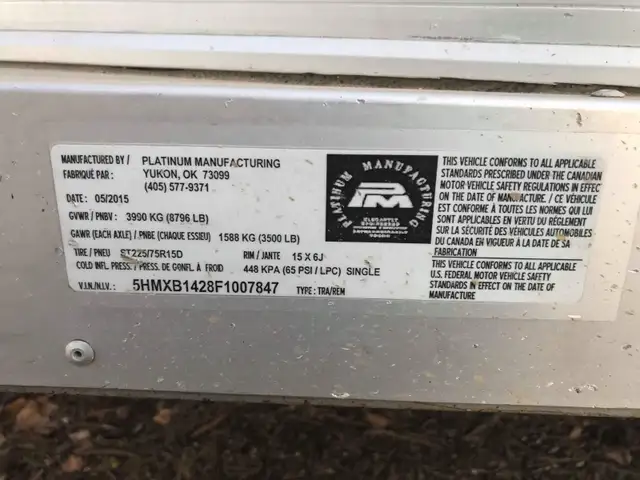 MANUFACTURED BY / PLATINUM MANUFACTURING
FABRIQUÉ PAR : YUKON, OK 73099
(405) 577-9371
DATE: 05/2015
GVWR / PNBV : 3990 KG (8796 LB)
GAWR (EACH AXLE) / PNBE (CHAQUE ESSIEU) 1588 KG (3500 LB)
TIRE / PNEU ST225/75R15D RIM / JANTE 15 X 6J
COLD INFL. PRESS./ PRESS. DE GONFL. À FROID 448 KPA (65 PSI / LPC) SINGLE
V.I.N./N.I.V.: 5HMXB1428F1007847 TYPE : TRA/REM
PLATINUM MANUFACTURING
PM
THIS VEHICLE CONFORMS TO ALL APPLICABLE
STANDARDS PRESCRIBED UNDER THE CANADIAN
MOTOR VEHICLE SAFETY REGULATIONS IN EFFECT
ON THE DATE OF MANUFACTURE. / CE VÉHICULE
EST CONFORME À TOUTES LES NORMES QUI LUI
SONT APPLICABLES EN VERTU DU RÈGLEMENT
SUR LA SÉCURITÉ DES VÉHICULES AUTOMOBILES
DU CANADA EN VIGUEUR À LA DATE DE SA
FABRICATION
THIS VEHICLE CONFORMS TO ALL APPLICABLE
U.S. FEDERAL MOTOR VEHICLE SAFETY
STANDARDS IN EFFECT ON THE DATE OF
MANUFACTURE